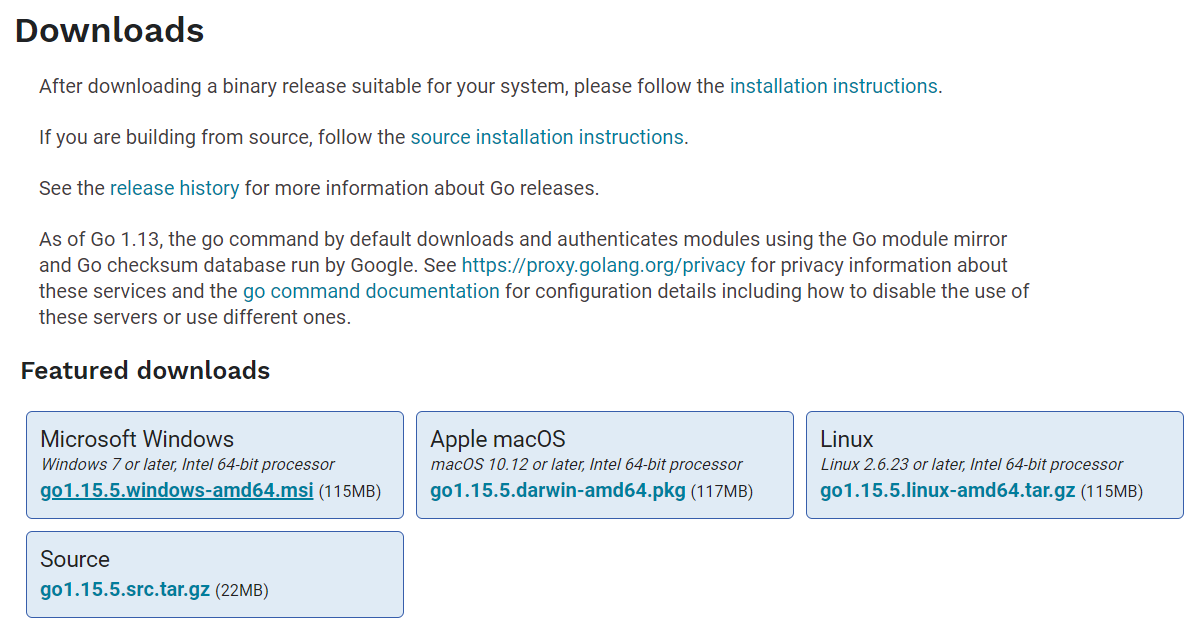 Downloads
After downloading a binary release suitable for your system, please follow the installation instructions.
If you are building from source, follow the source installation instructions.
See the release history for more information about Go releases.
As of Go 1.13, the go command by default downloads and authenticates modules using the Go module mirror
and Go checksum database run by Google. See https://proxy.golang.org/privacy for privacy information about
these services and the go command documentation for configuration details including how to disable the use of
these servers or use different ones.
Featured downloads
Microsoft Windows
Windows 7 or later, Intel 64-bit processor
go1.15.5.windows-amd64.msi (115MB)
Apple macOS
macOS 10.12 or later, Intel 64-bit processor
go1.15.5.darwin-amd64.pkg (117MB)
Linux
Linux 2.6.23 or later, Intel 64-bit processor
go1.15.5.linux-amd64.tar.gz (115MB)
Source
go1.15.5.src.tar.gz (22MB)